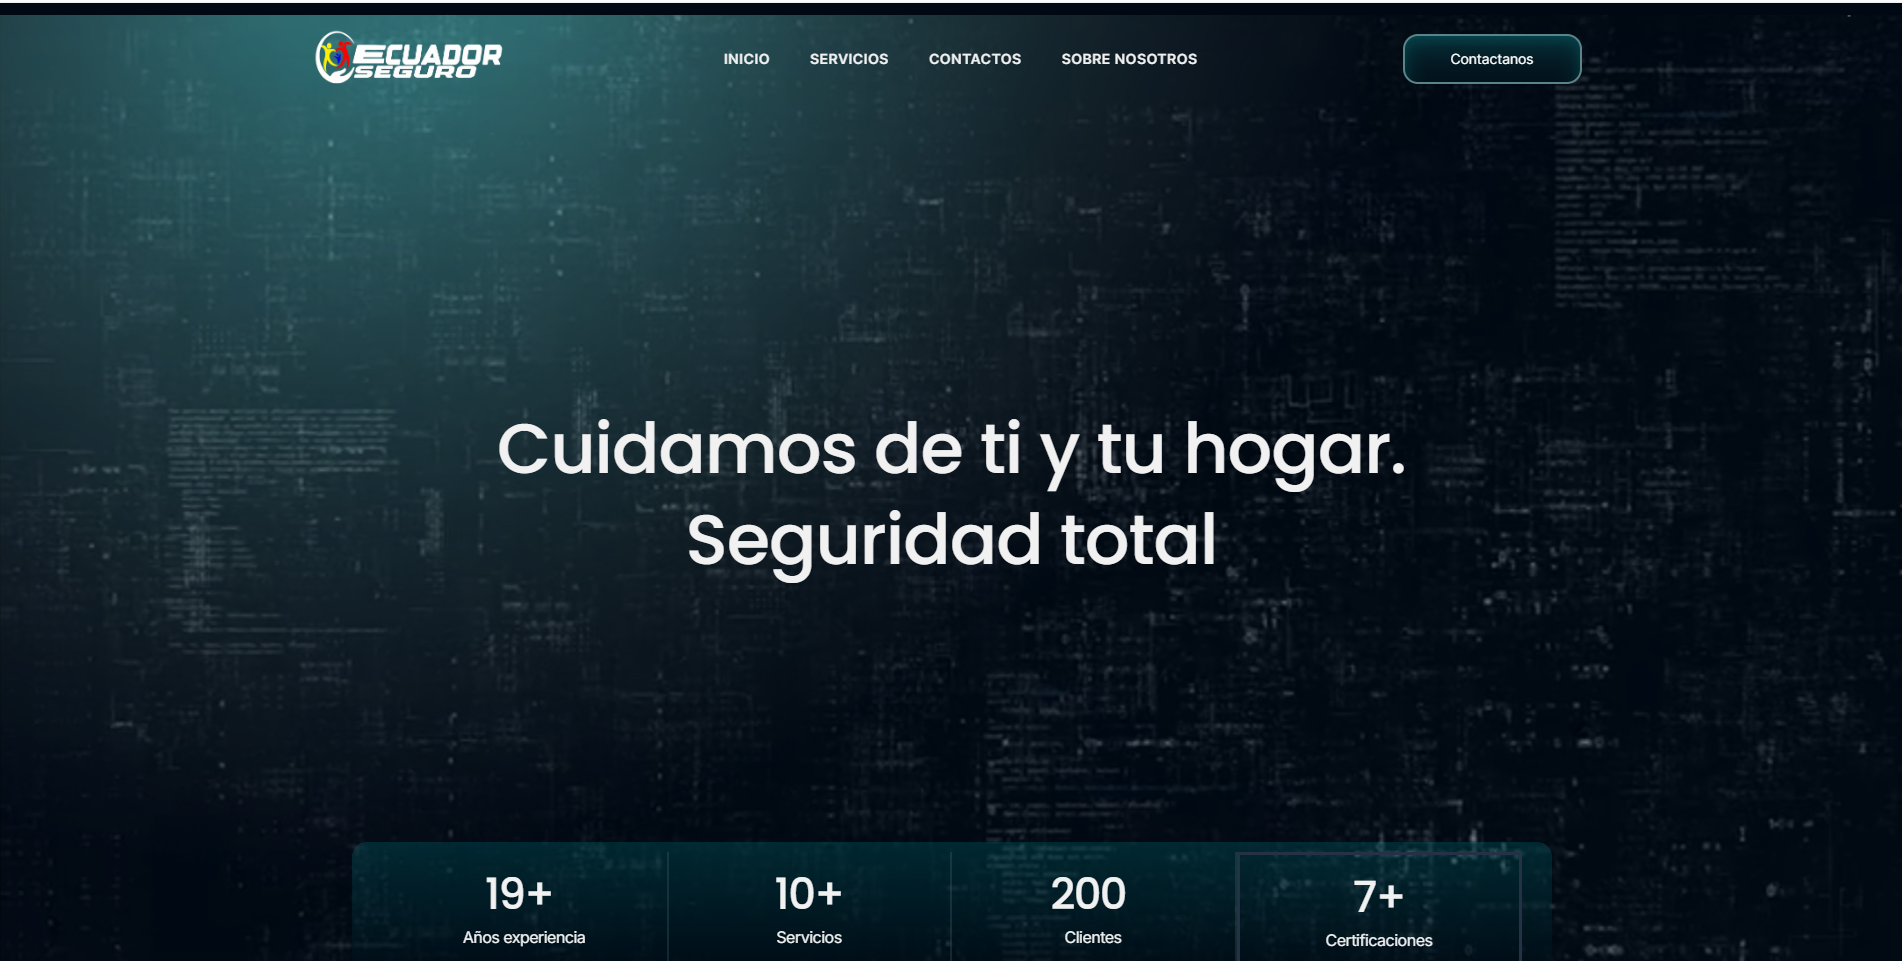 ECUADOR
SEGURO
INICIO SERVICIOS CONTACTOS SOBRE NOSOTROS
Contactanos
Cuidamos de ti y tu hogar.
Seguridad total
19+ 10+ 200 7+
Años experiencia Servicios Clientes Certificaciones